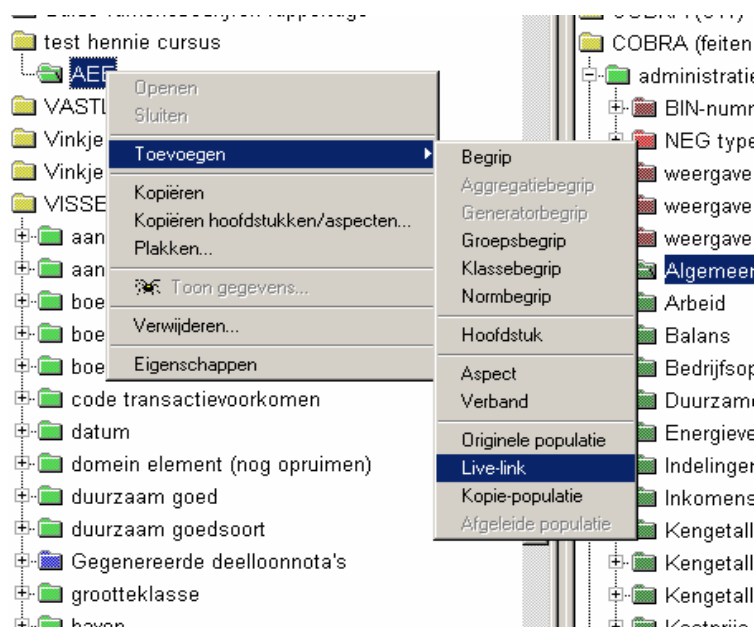 test hennie cursus
AEE
VASTL
Vinkje
Vinkje
VISSE
aan
aan
boe
boe
boe
code transactievoorkomen
datum
domein element (nog opruimen)
duurzaam goed
duurzaam goedsoort
Gegenereerde deelloonnota's
grootteklasse
haven
Openen
Sluiten
Toevoegen
Kopiëren
Kopiëren hoofdstukken/aspecten...
Plakken...
Toon gegevens...
Verwijderen...
Eigenschappen
Begrip
Aggregatiebegrip
Generatorbegrip
Groepsbegrip
Klassebegrip
Normbegrip
Hoofdstuk
Aspect
Verband
Originele populatie
Live-link
Kopie-populatie
Afgeleide populatie
COBRA (feiten
administratie
BIN-numm
NEG type
weergave
weergave
weergave
Algemeen
Arbeid
Balans
Bedrijfsop
Duurzame
Energieve
Indelingen
Inkomens
Kengetall
Kengetall
Kengetall